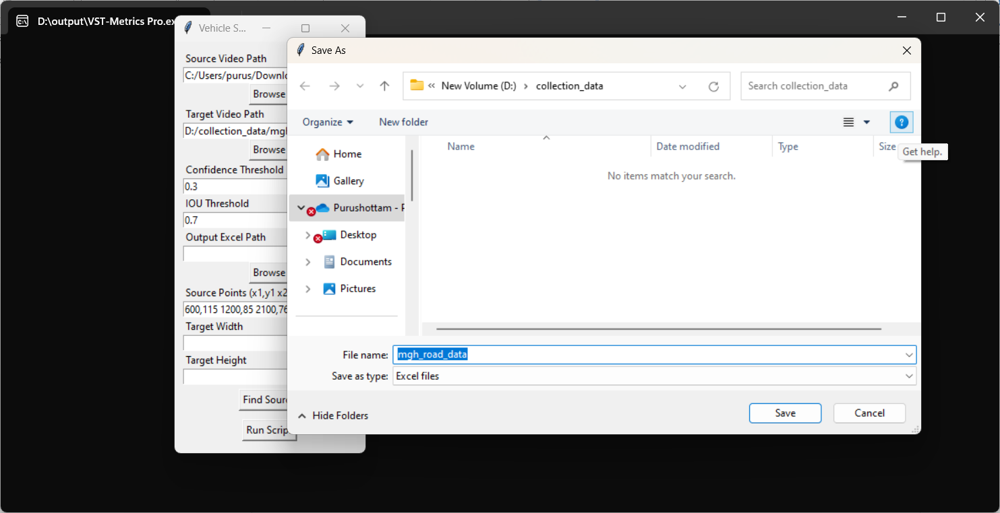 D:\output\VST-Metrics Pro.ex
Vehicle S...
Source Video Path
C:/Users/purus/Downlo
Browse
Target Video Path
D:/collection_data/mgh
Browse
Confidence Threshold
0.3
IOU Threshold
0.7
Output Excel Path
Browse
Source Points (x1,y1 x2
600,115 1200,85 2100,76
Target Width
Target Height
Find Sour
Run Scrip
Save As
« New Volume (D:) › collection_data
Search collection_data
Organize
New folder
?
Get help.
Home
Gallery
Purushottam - P
Desktop
Documents
Pictures
Name
Date modified
Type
Size
No items match your search.
File name: mgh_road_data
Save as type: Excel files
Hide Folders
Save
Cancel